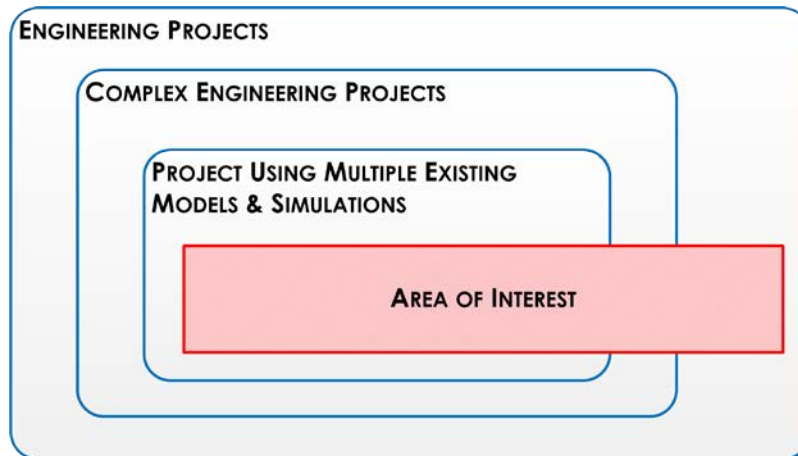 ENGINEERING PROJECTS
COMPLEX ENGINEERING PROJECTS
PROJECT USING MULTIPLE EXISTING
MODELS & SIMULATIONS
AREA OF INTEREST